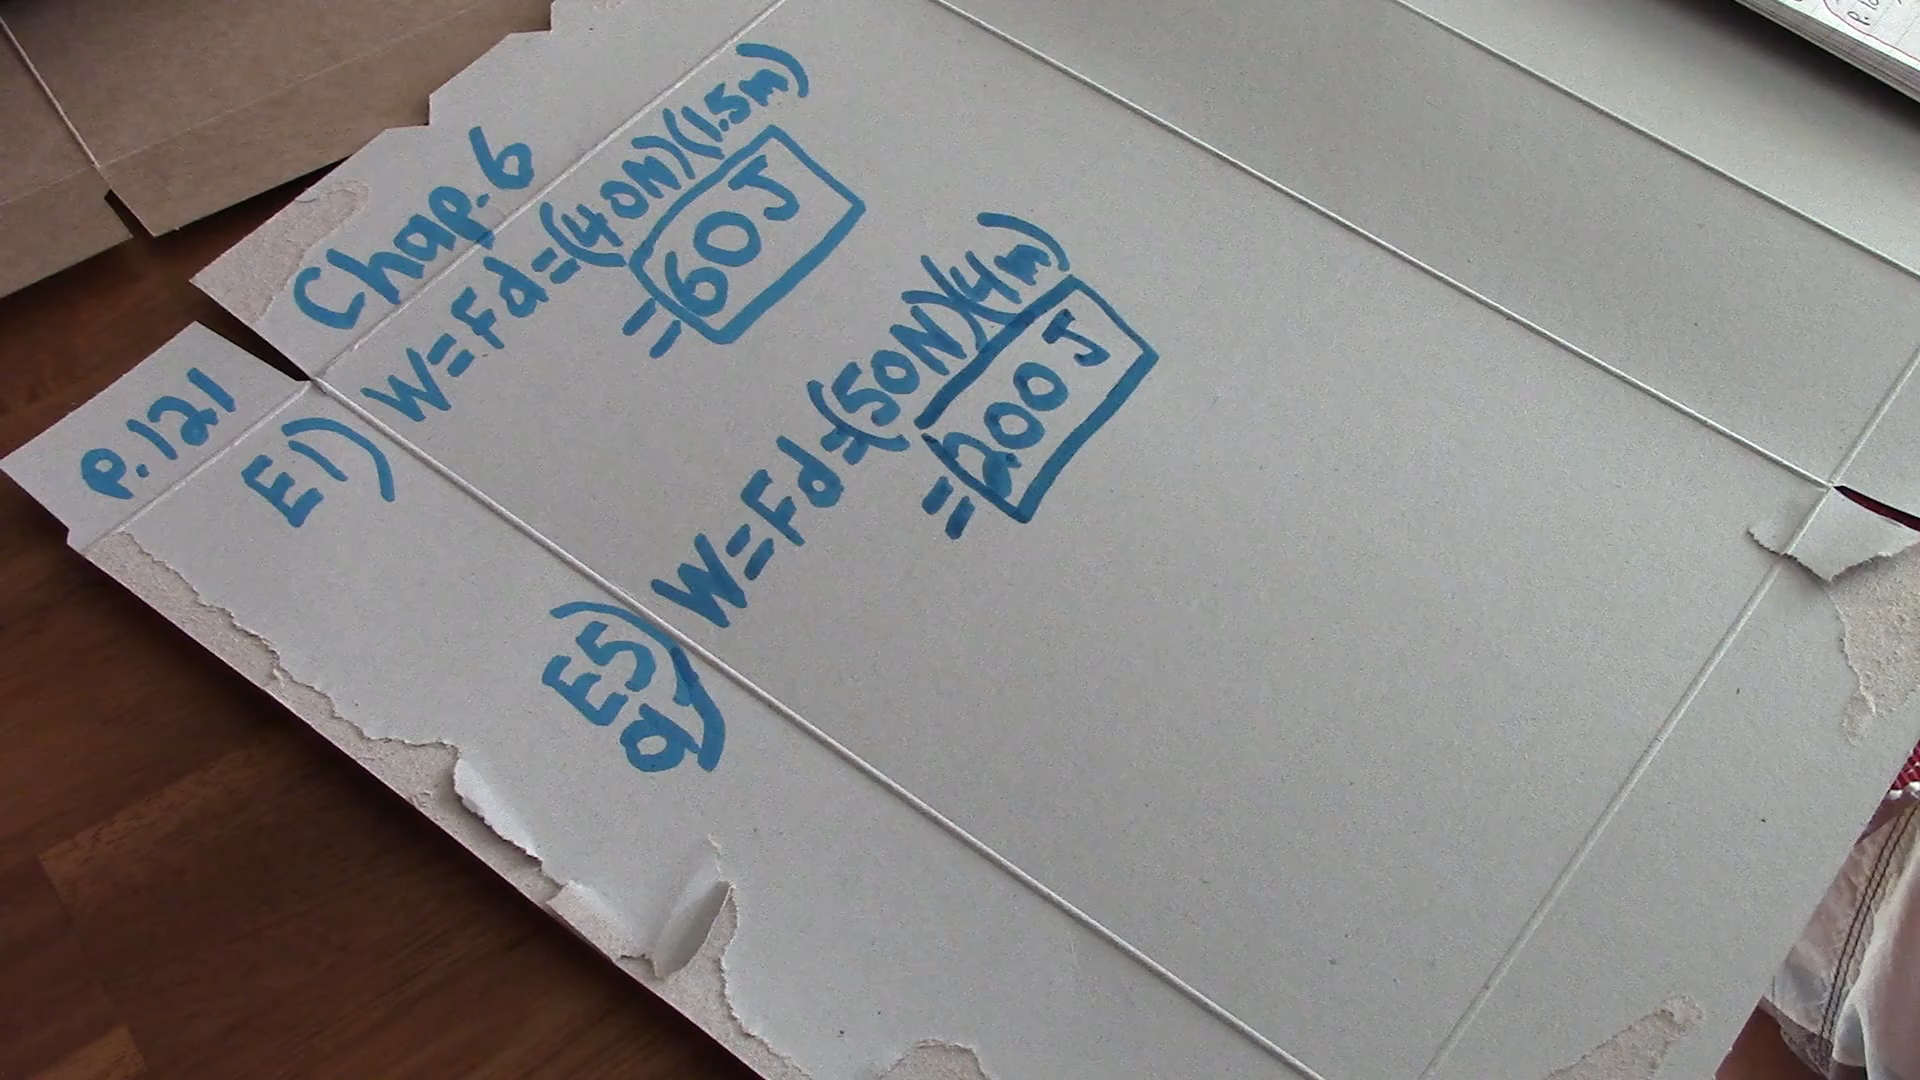 P.121 Chap.6
E1) W=Fd=(40N)(1.5m)
=60J
E5) W=Fd=(50N)(4m)
a) =200J